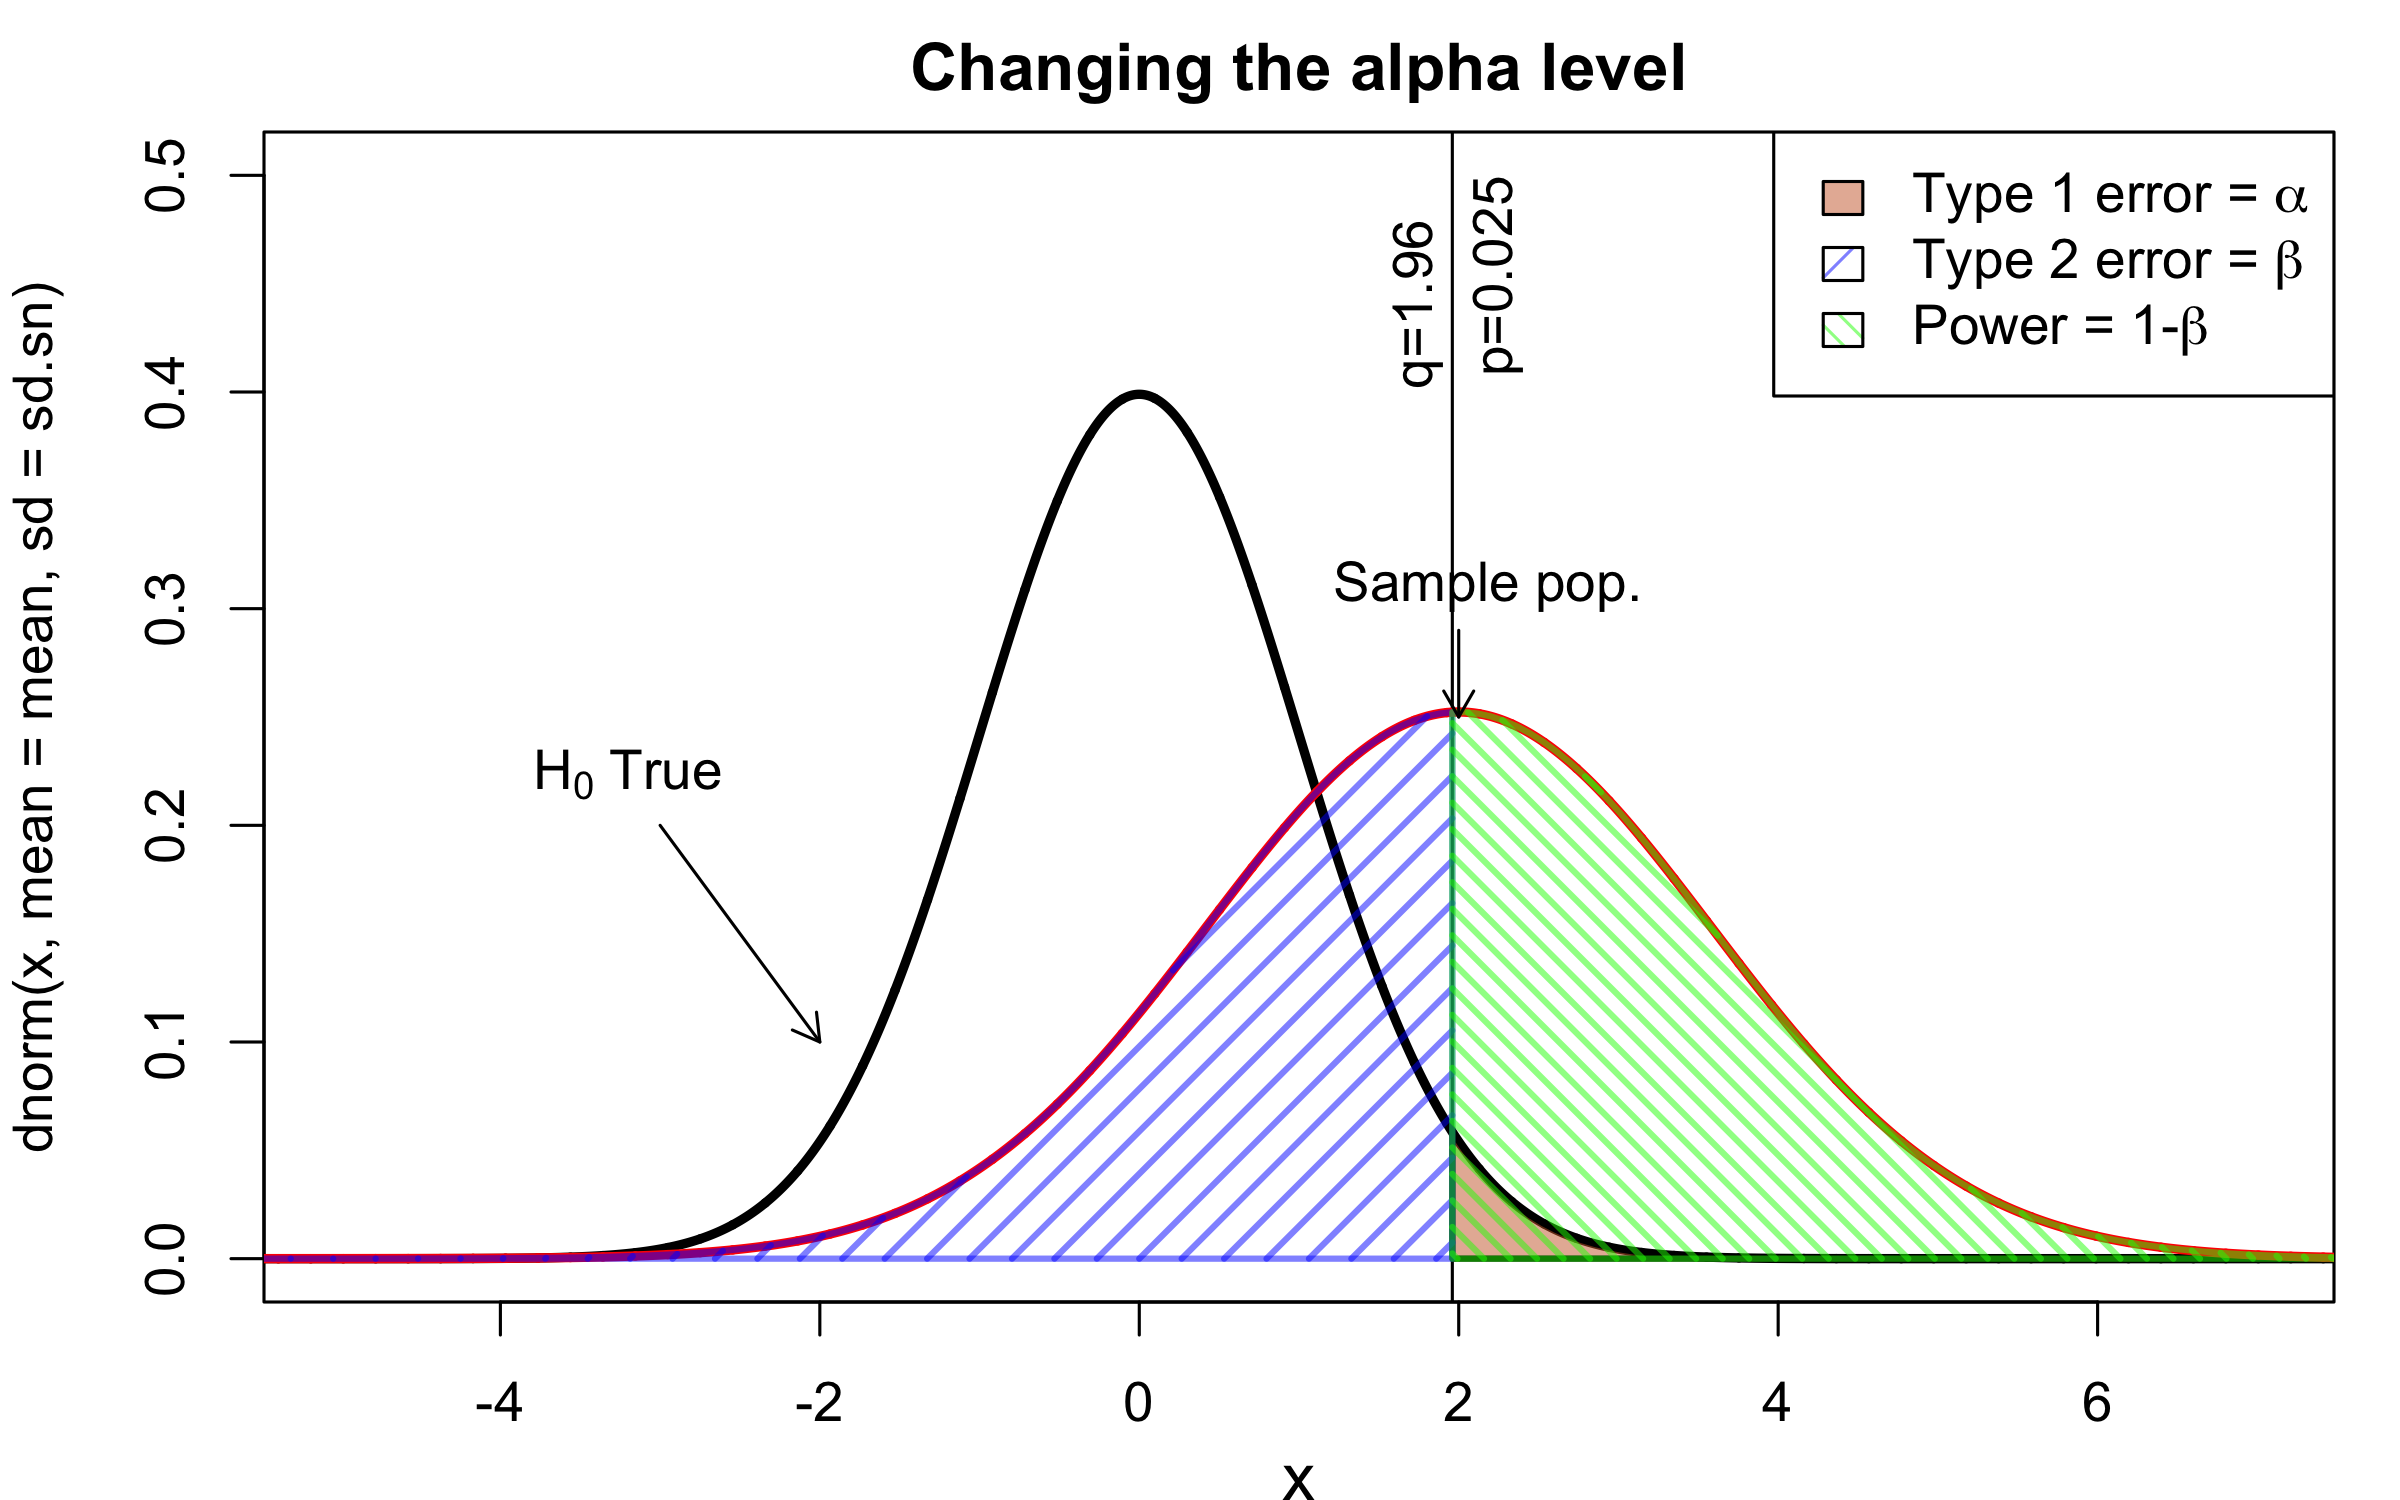 Changing the alpha level
dnorm(x, mean = mean, sd = sd.sn)
0.5
0.4
0.3
0.2
0.1
0.0
q=1.96
p=0.025
Type 1 error = α
Type 2 error = β
Power = 1-β
Sample pop.
H₀ True
-4
-2
0
2
4
6
x